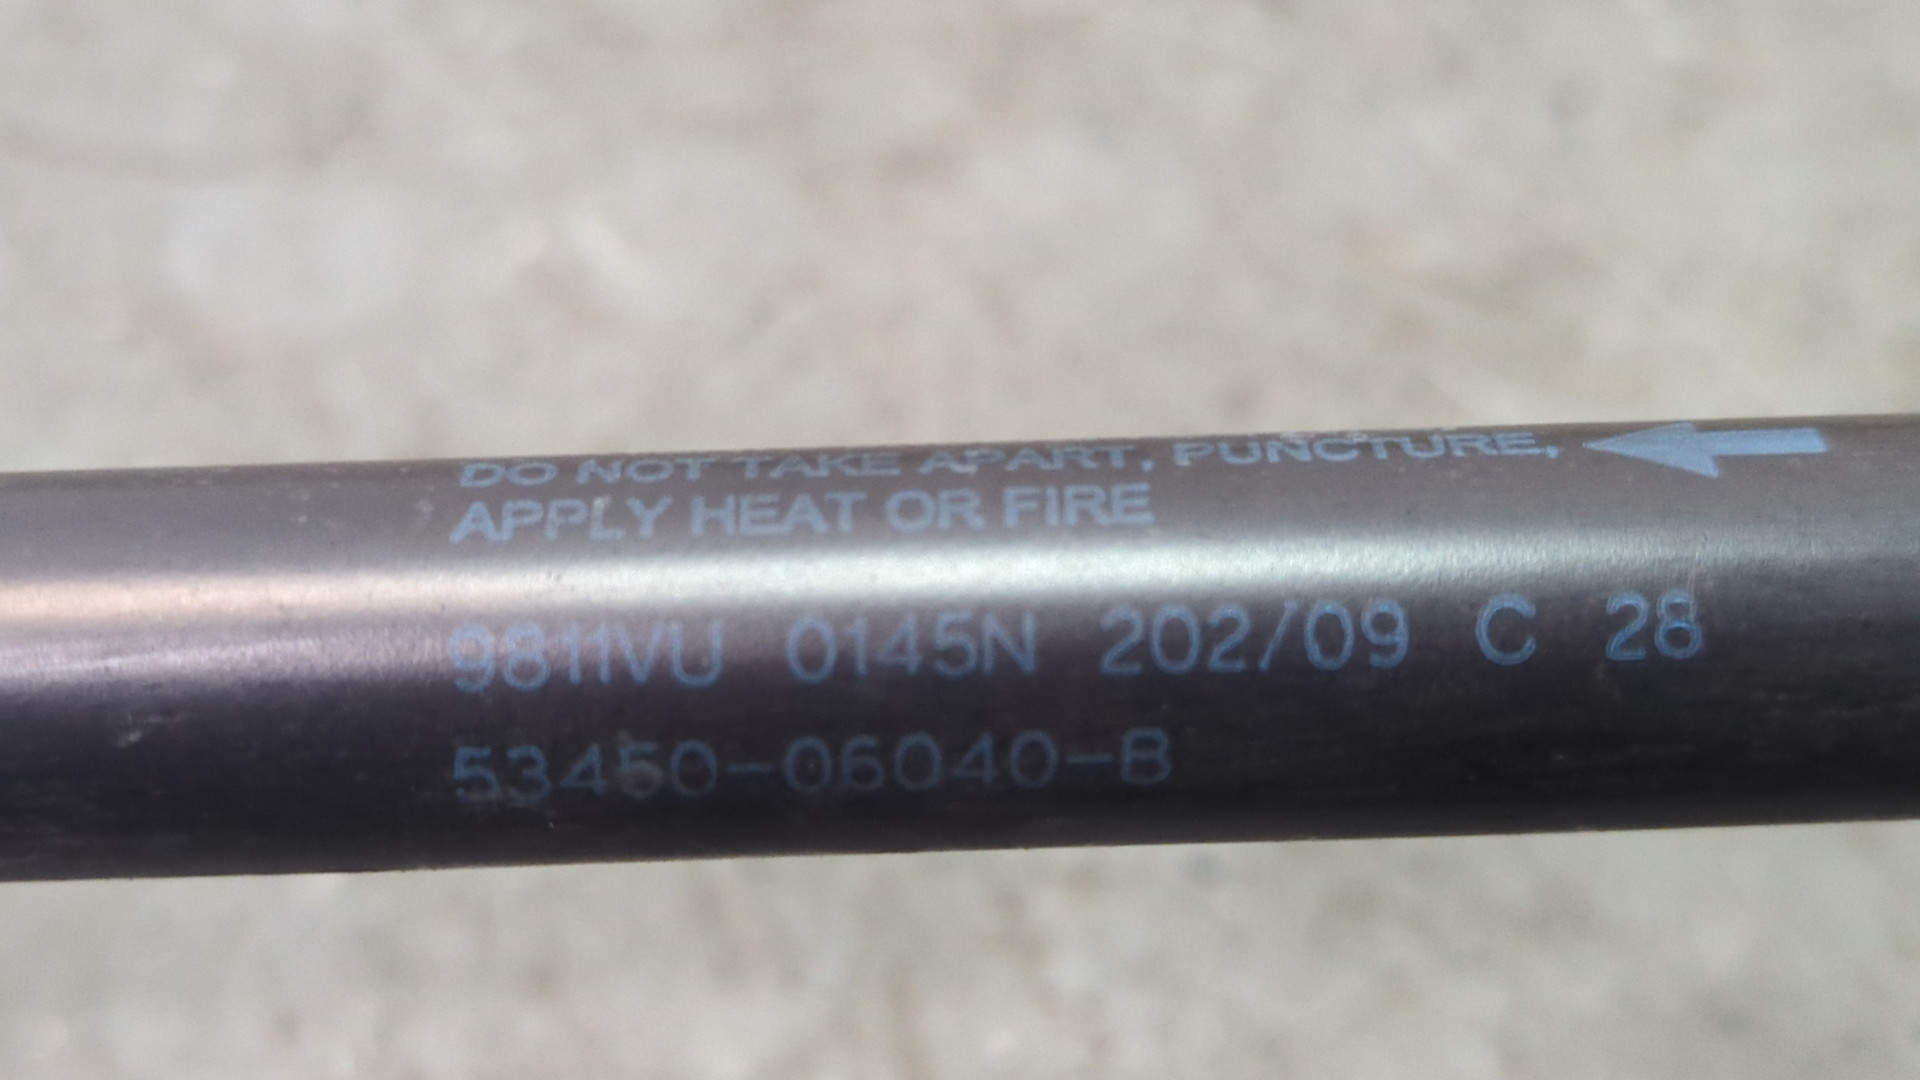 DO NOT TAKE APART, PUNCTURE,
APPLY HEAT OR FIRE
9811VU 0145N 202/09 C 28
53450-06040-B